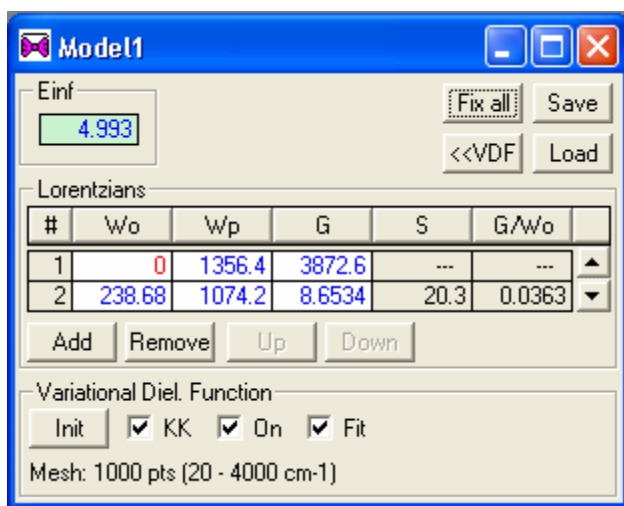 Model1
Einf
4.993
Fix all Save
<<VDF Load
Lorentzians
# Wo Wp G S G/Wo
1 0 1356.4 3872.6 --- ---
2 238.68 1074.2 8.6534 20.3 0.0363
Add Remove Up Down
Variational Diel. Function
Init KK On Fit
Mesh: 1000 pts (20 - 4000 cm-1)